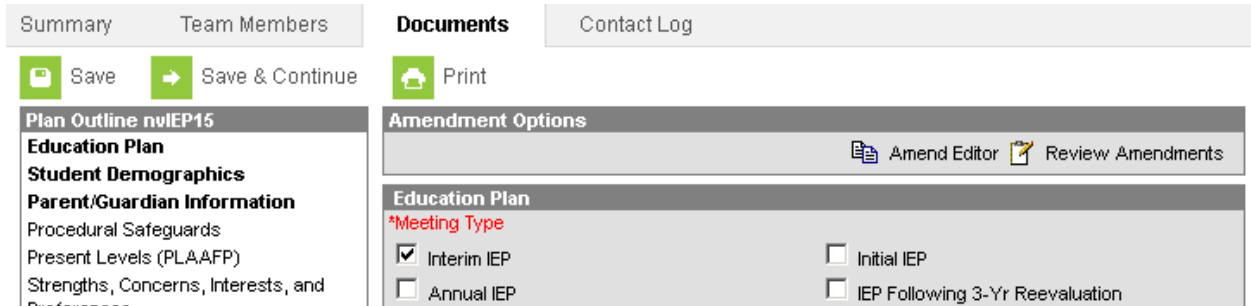 Summary Team Members Documents Contact Log
Save Save & Continue Print
Plan Outline nvIEP15
Education Plan
Student Demographics
Parent/Guardian Information
Procedural Safeguards
Present Levels (PLAAFP)
Strengths, Concerns, Interests, and
Preferences
Amendment Options
Amend Editor Review Amendments
Education Plan
*Meeting Type
Interim IEP Initial IEP
Annual IEP IEP Following 3-Yr Reevaluation